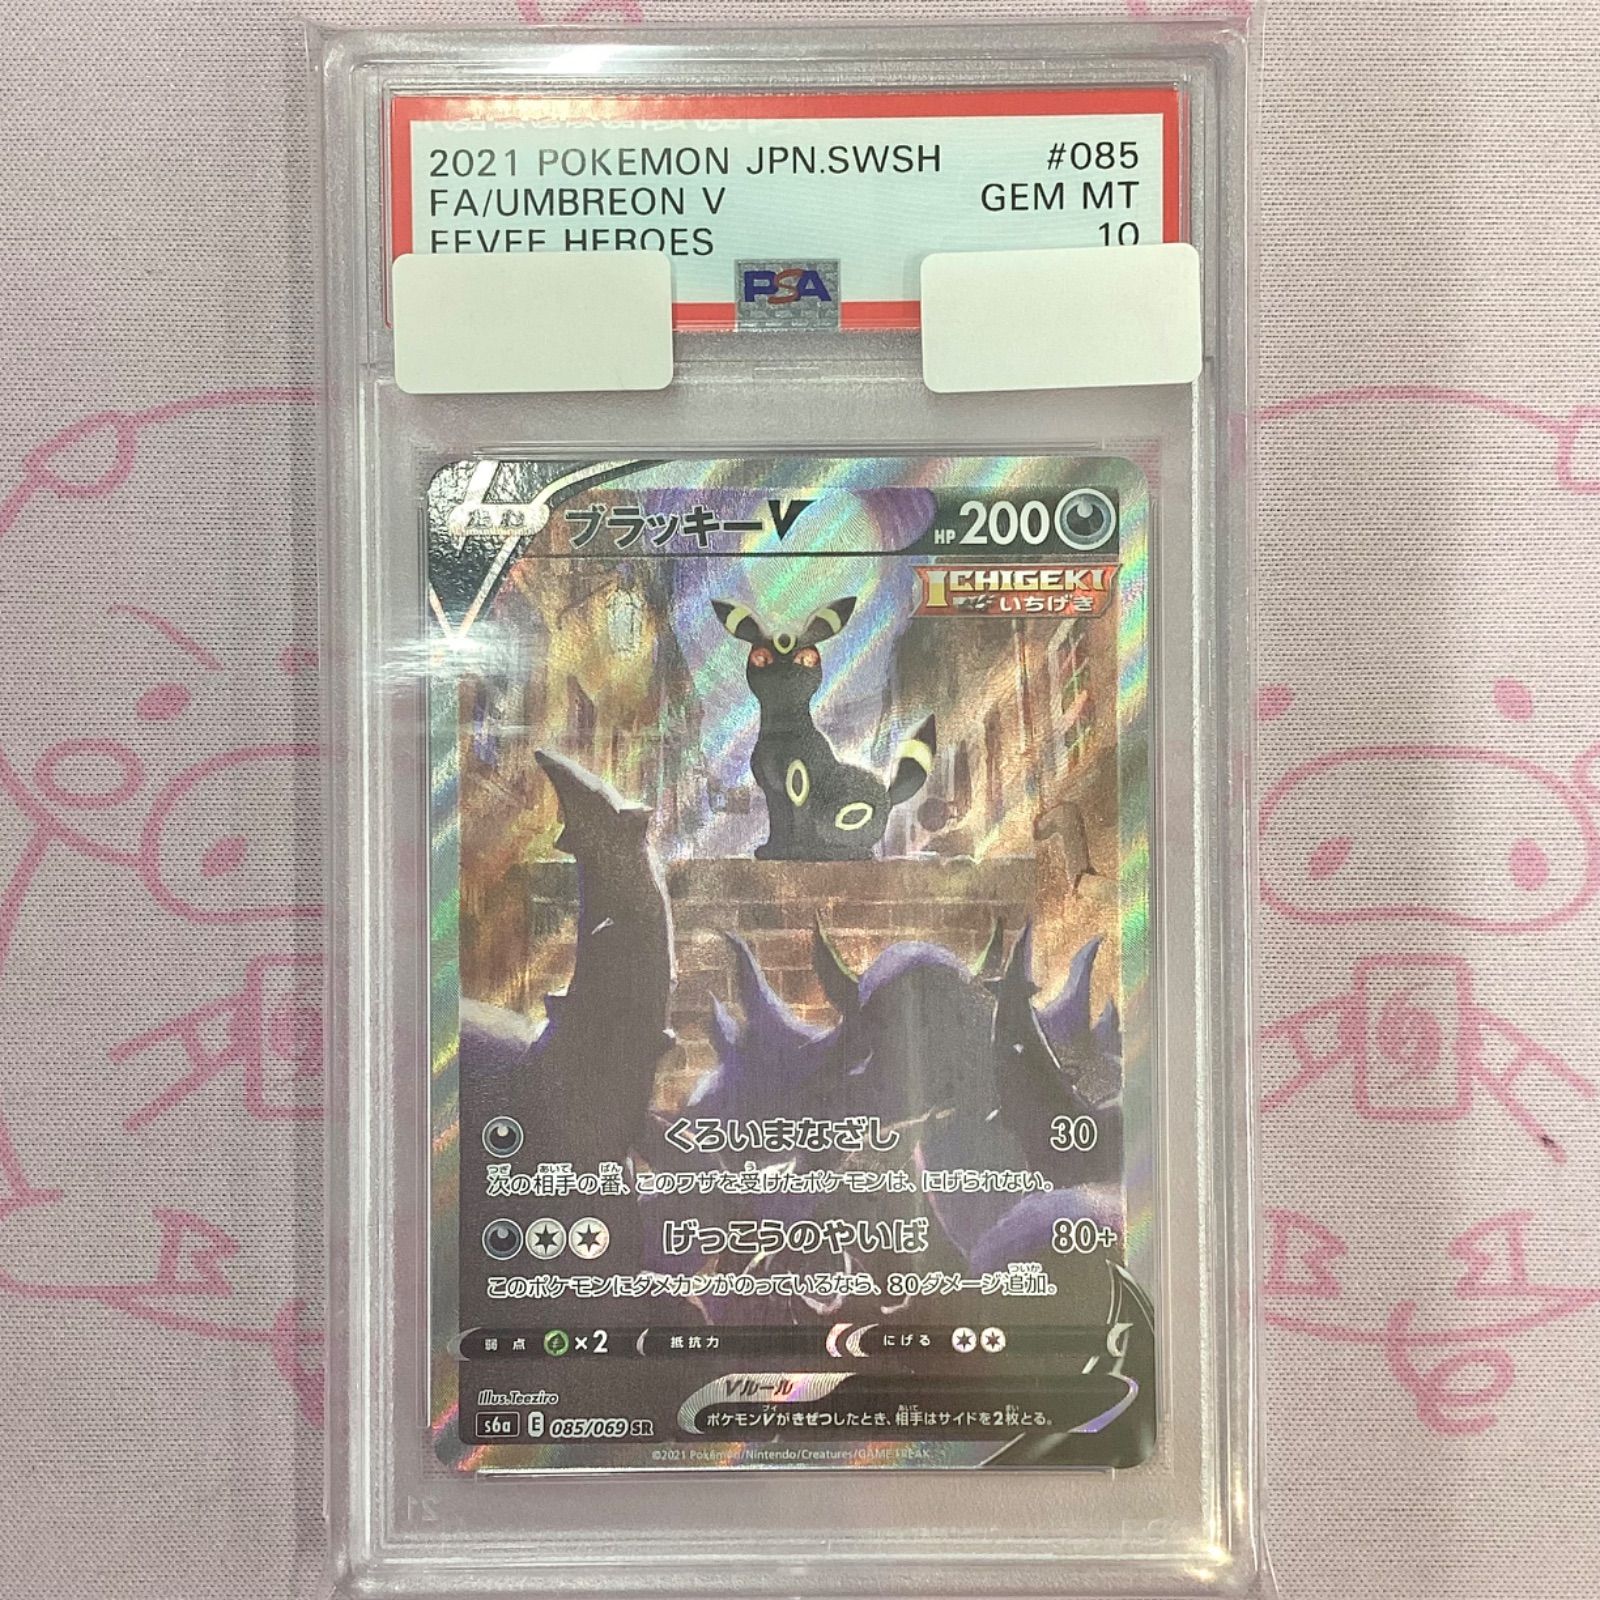 2021 POKEMON JPN.SWSH #085
FA/UMBREON V GEM MT
EEVEE HEROES 10
PSA
たね ブラッキーV HP200
ICHIGEKI
いちげき
くろいまなざし 30
次の相手の番、このワザを受けたポケモンは、にげられない。
げっこうのやいば 80+
このポケモンにダメカンがのっているなら、80ダメージ追加。
弱点 ×2 抵抗力 にげる
Vルール
ポケモンVがきぜつしたとき、相手はサイドを2枚とる。
Illus.Teeziro
s6a E 085/069 SR
©2021 Pokémon/Nintendo/Creatures/GAME FREAK.